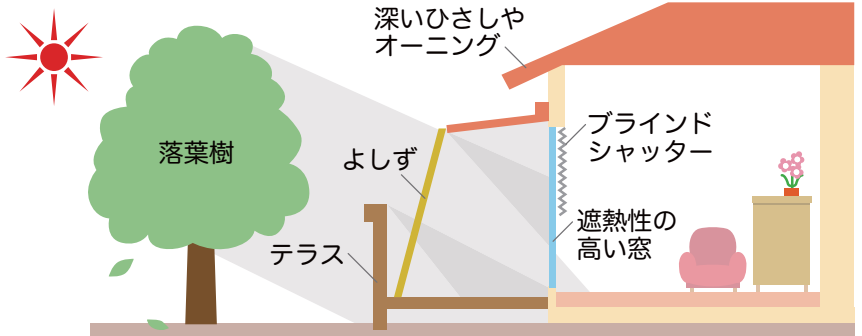 深いひさしや
オーニング
落葉樹
よしず
ブラインド
シャッター
テラス
遮熱性の
高い窓